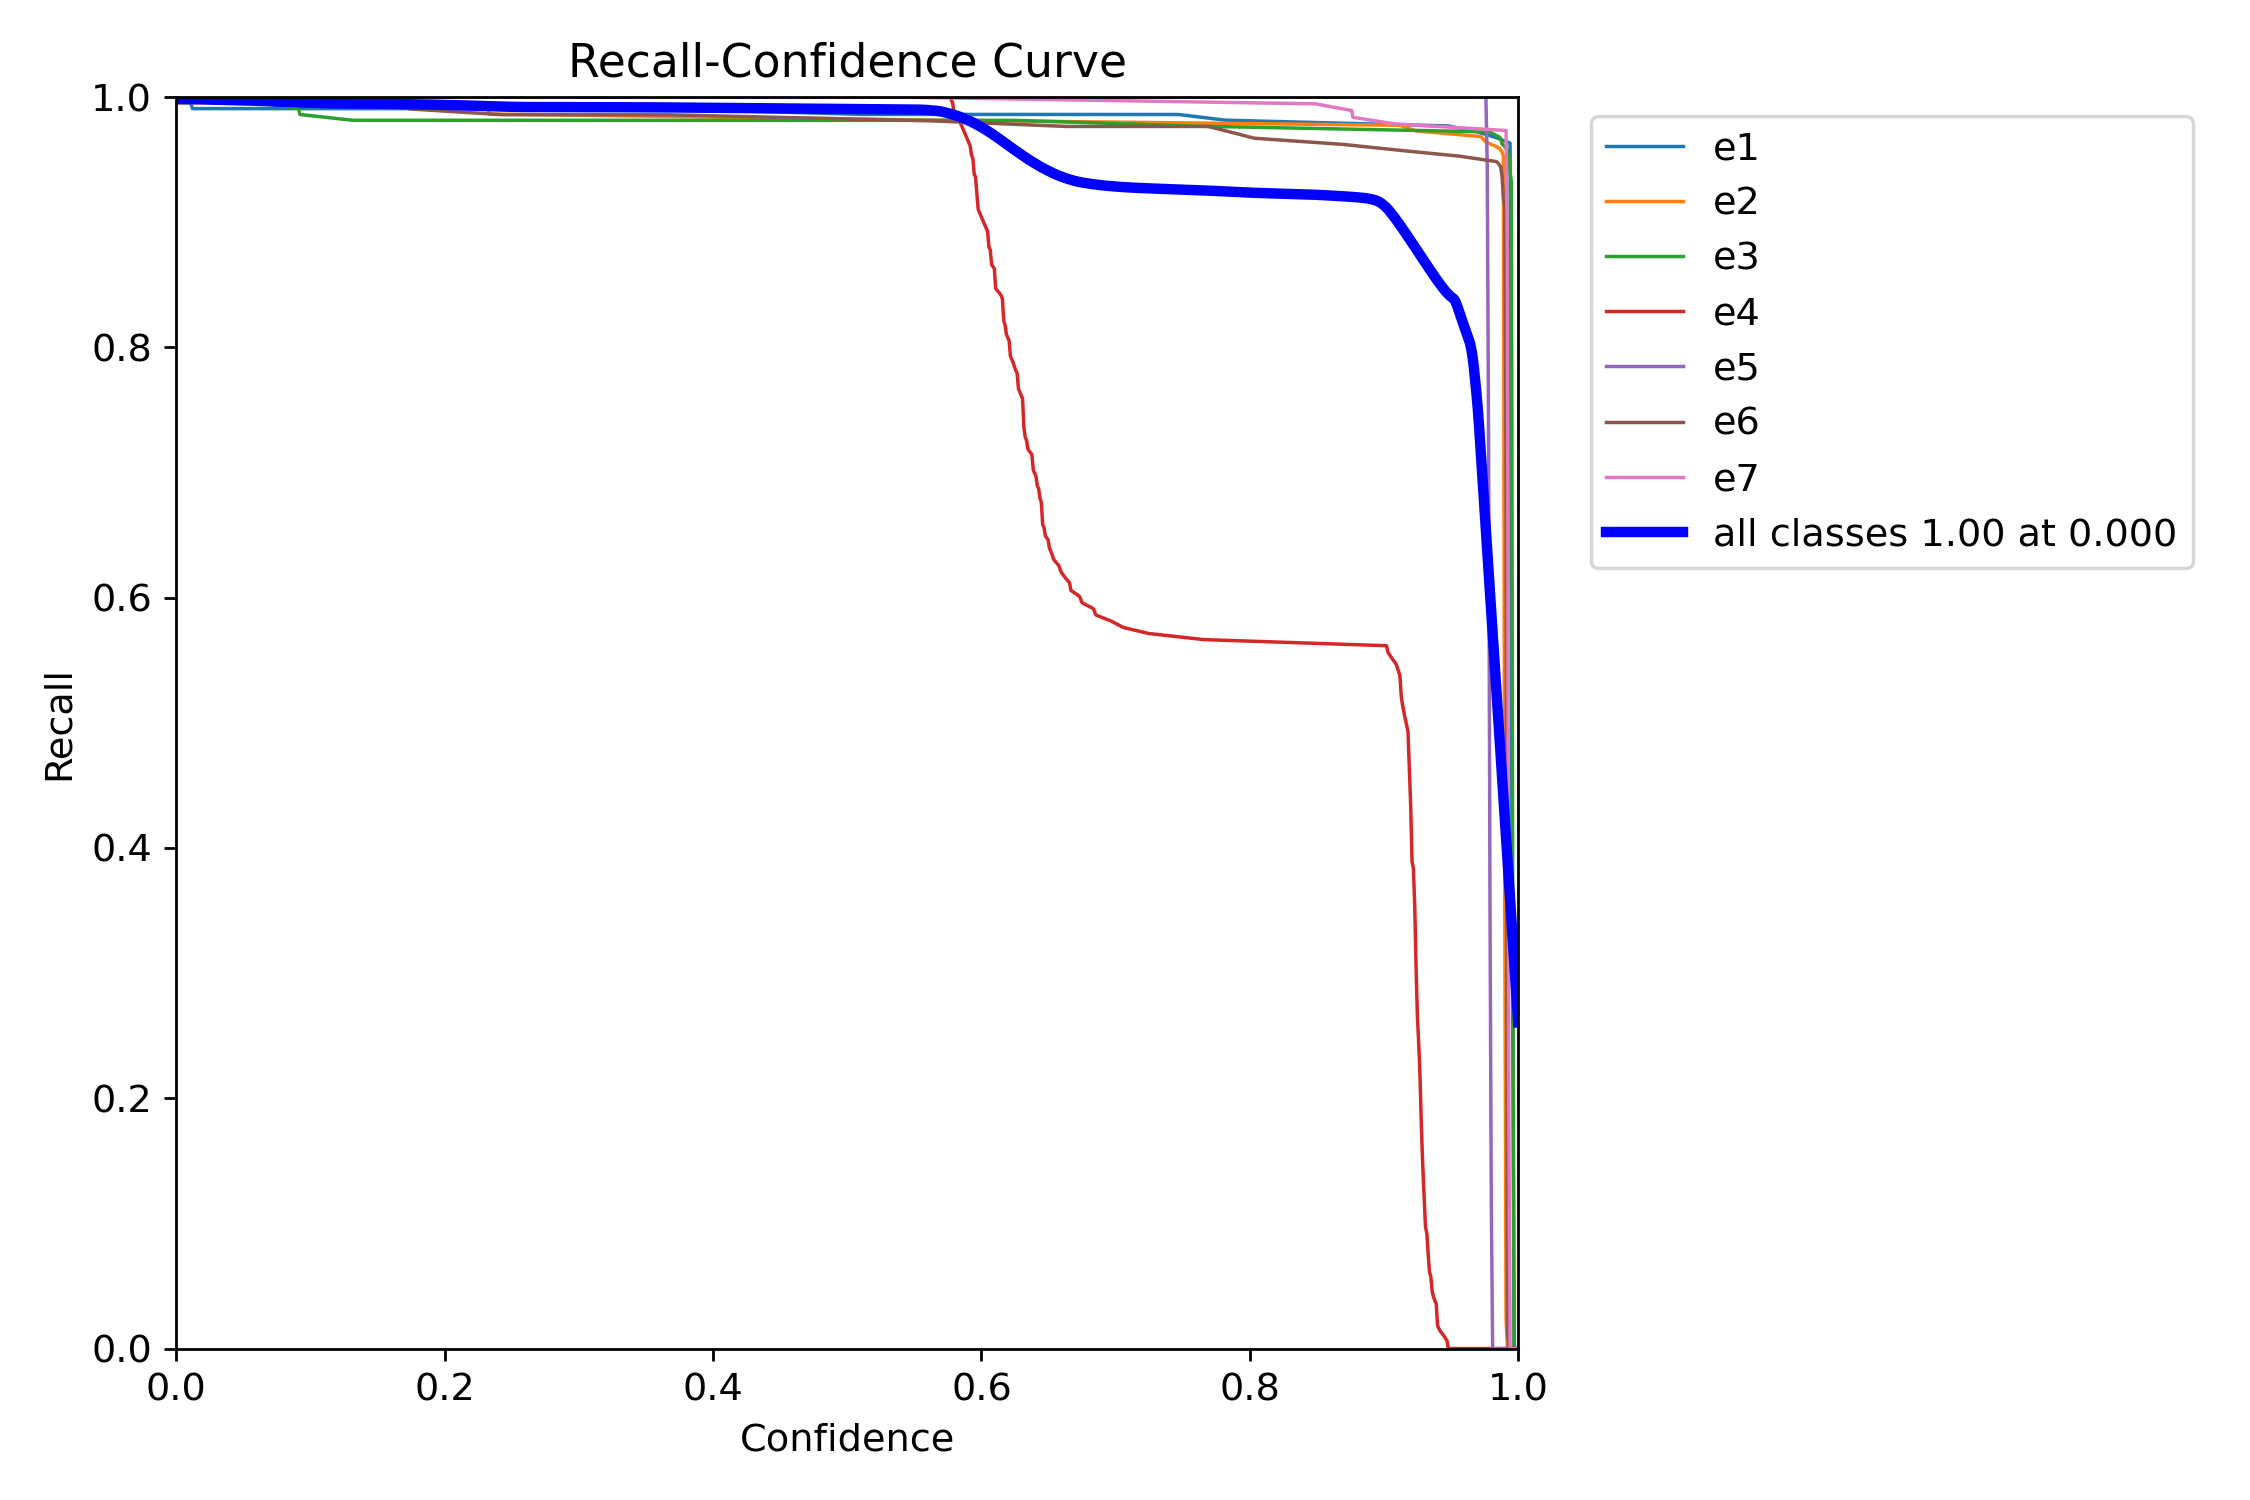 Recall-Confidence Curve
1.0
0.8
0.6
0.4
0.2
0.0
Recall
0.0 0.2 0.4 0.6 0.8 1.0
Confidence
e1
e2
e3
e4
e5
e6
e7
all classes 1.00 at 0.000